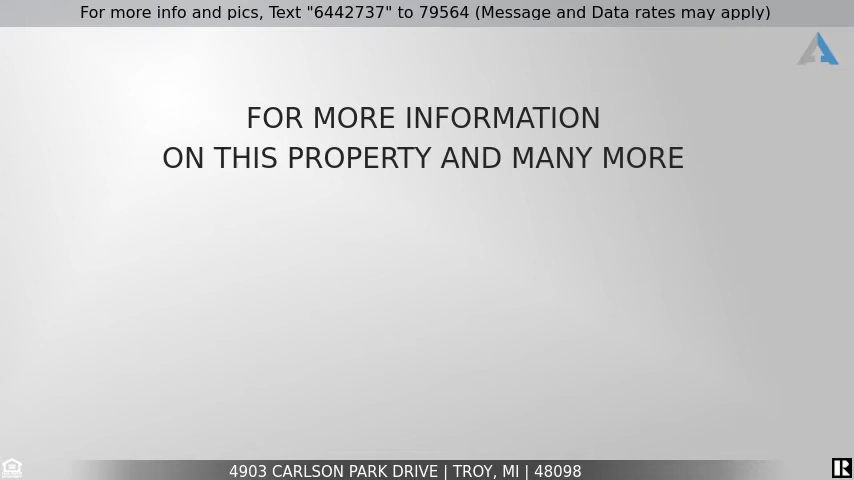 For more info and pics, Text "6442737" to 79564 (Message and Data rates may apply)
FOR MORE INFORMATION
ON THIS PROPERTY AND MANY MORE
4903 CARLSON PARK DRIVE | TROY, MI | 48098